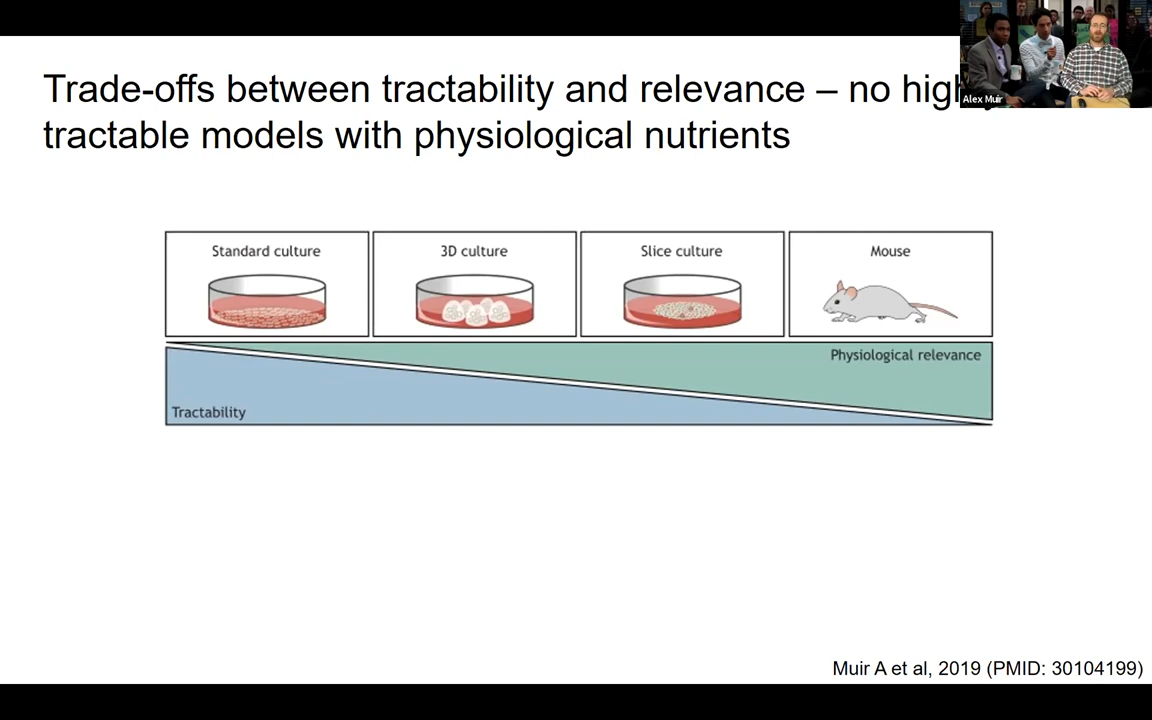 Trade-offs between tractability and relevance – no
tractable models with physiological nutrients
Alex Muir
Standard culture
3D culture
Slice culture
Mouse
Physiological relevance
Tractability
Muir A et al, 2019 (PMID: 30104199)